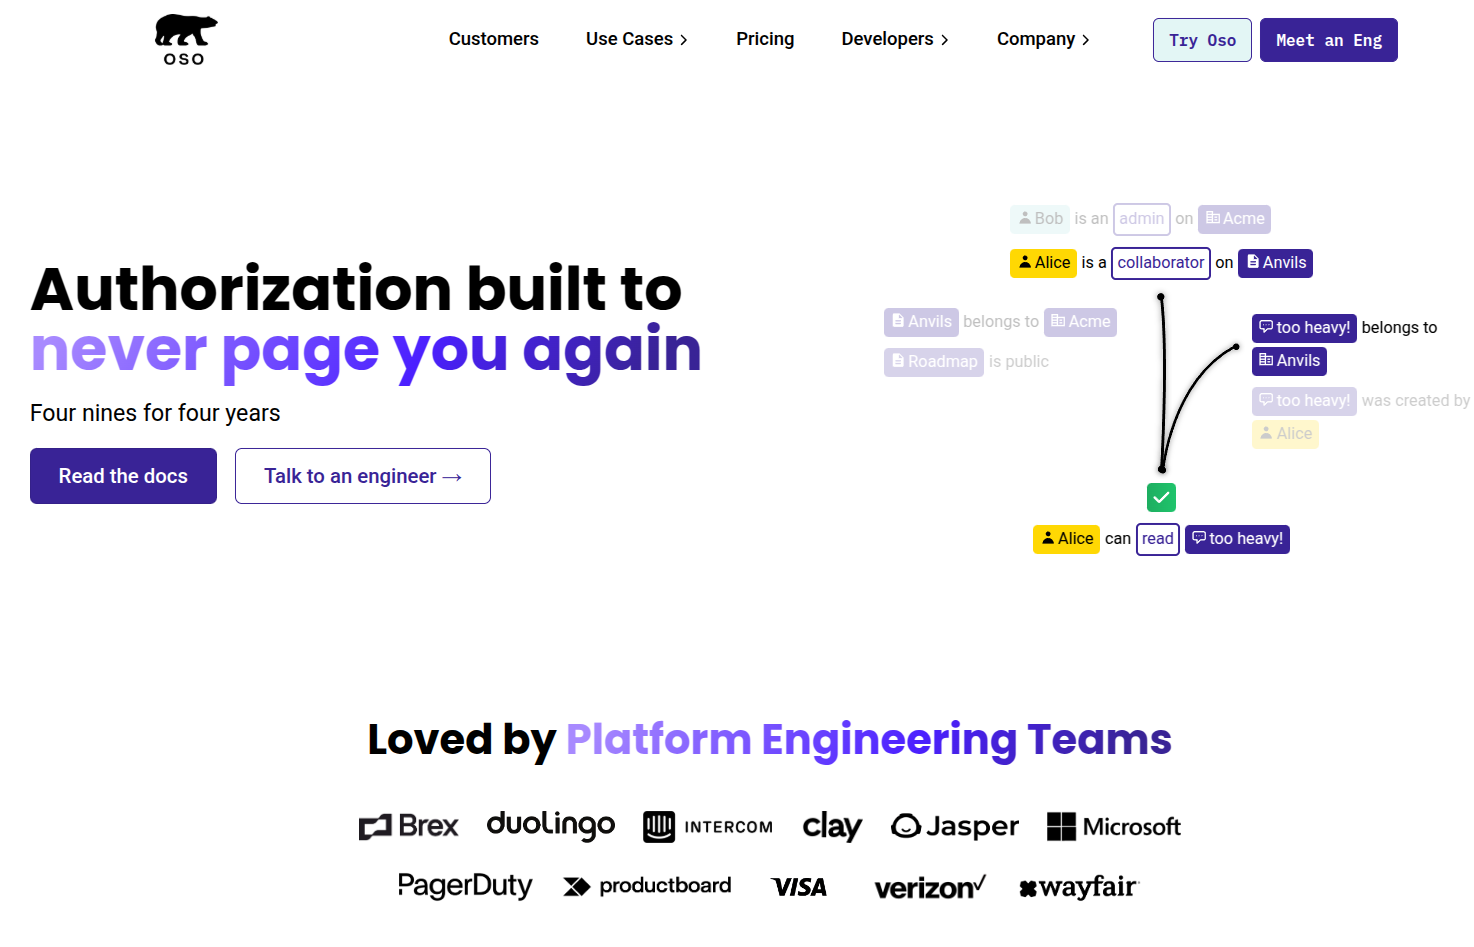 OSO
Customers
Use Cases
Pricing
Developers
Company
Try Oso
Meet an Eng
Authorization built to
never page you again
Four nines for four years
Read the docs
Talk to an engineer →
Bob is an admin on Acme
Alice is a collaborator on Anvils
Anvils belongs to Acme
Roadmap is public
too heavy! belongs to
Anvils
too heavy! was created by
Alice
Alice can read too heavy!
Loved by Platform Engineering Teams
Brex duolingo INTERCOM clay Jasper Microsoft
PagerDuty productboard VISA verizon wayfair